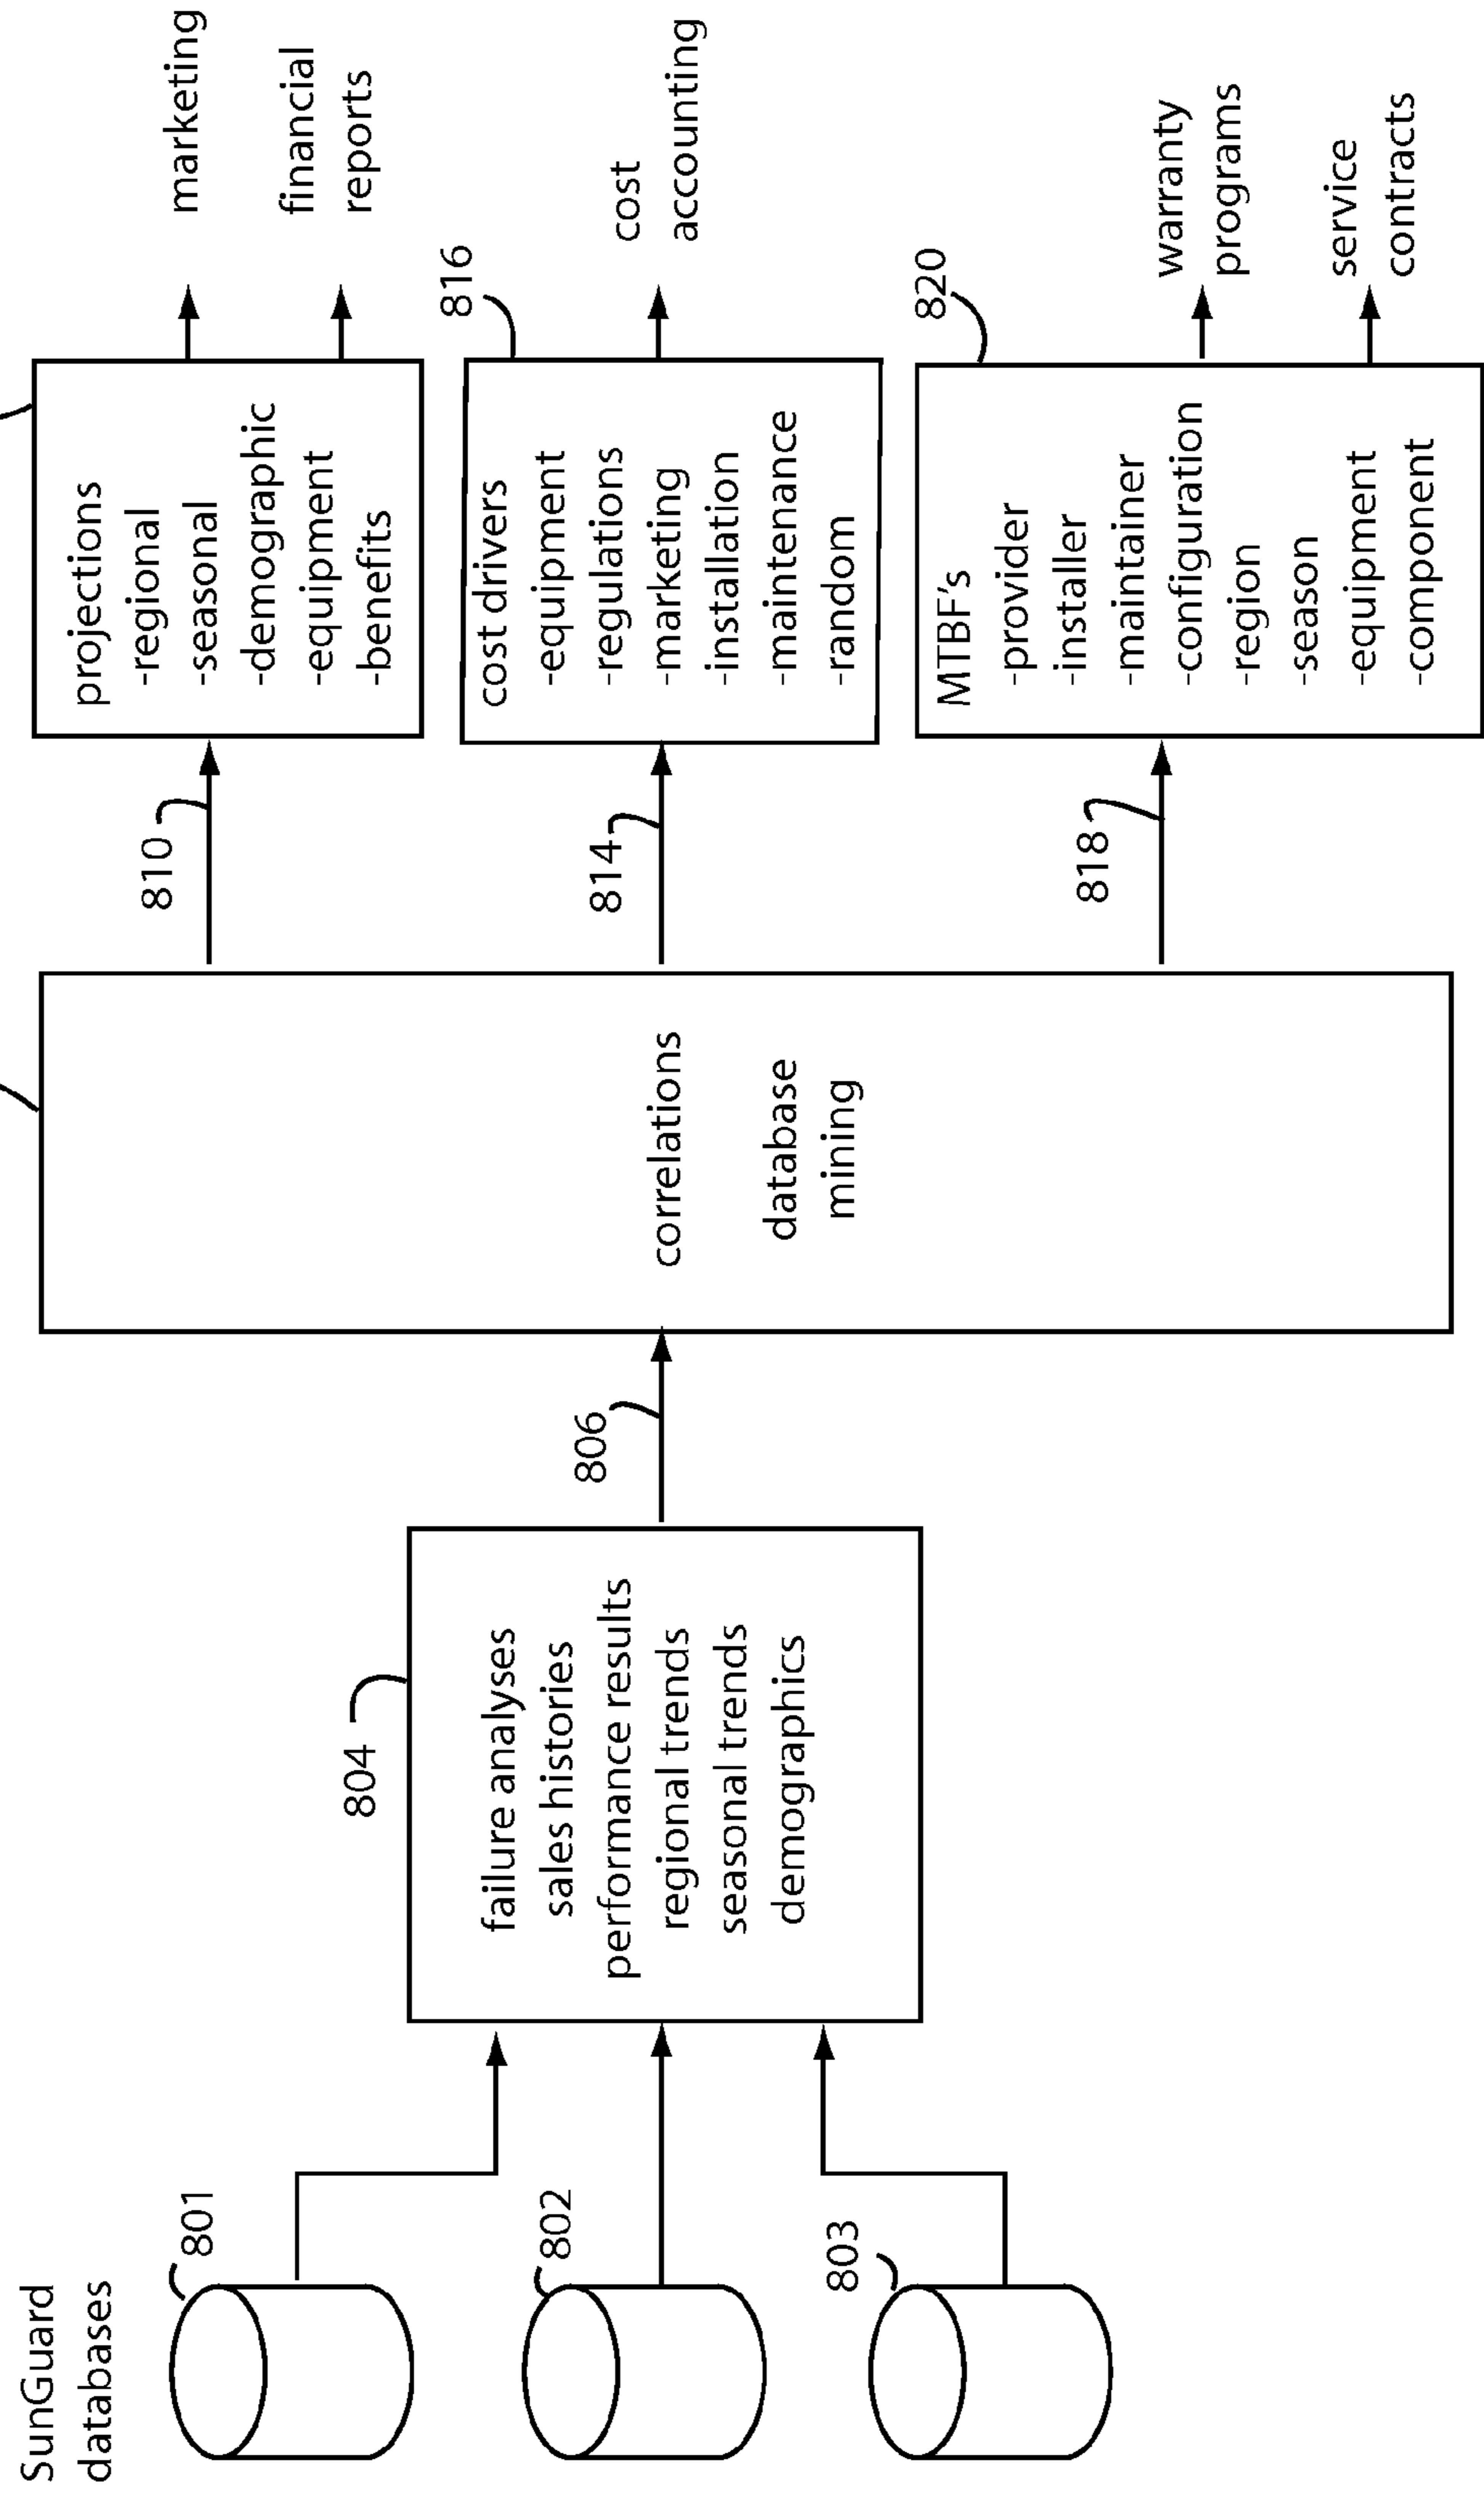 SunGuard
databases
801
802
803
804
failure analyses
sales histories
performance results
regional trends
seasonal trends
demographics
806
correlations
database
mining
810
projections
-regional
-seasonal
-demographic
-equipment
-benefits
marketing
financial
reports
814
816
cost drivers
-equipment
-regulations
-marketing
-installation
-maintenance
-random
cost
accounting
818
820
MTBF's
-provider
-installer
-maintainer
-configuration
-region
-season
-equipment
-component
warranty
programs
service
contracts